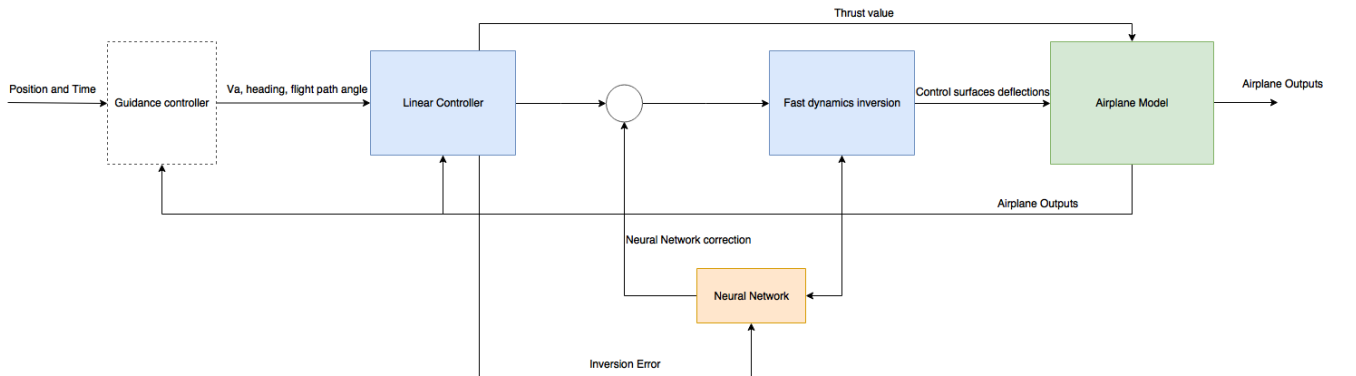 Thrust value
Position and Time
Guidance controller
Va, heading, flight path angle
Linear Controller
Fast dynamics inversion
Control surfaces deflections
Airplane Model
Airplane Outputs
Airplane Outputs
Neural Network correction
Neural Network
Inversion Error